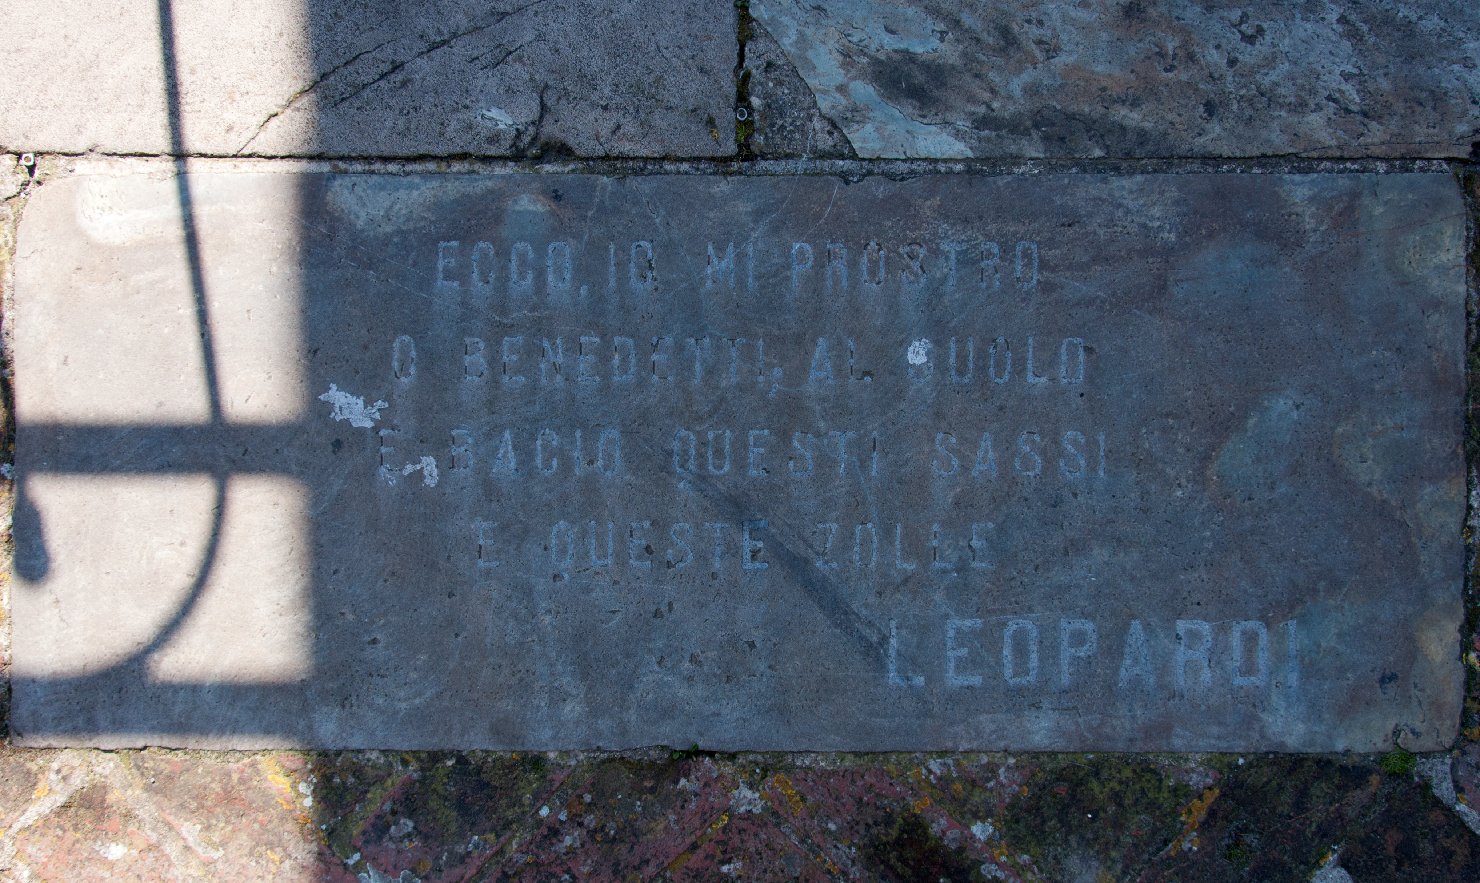 ECCO, IO MI PROSTRO
O BENEDETTI, AL SUOLO
E BACIO QUESTI SASSI
E QUESTE ZOLLE
LEOPARDI